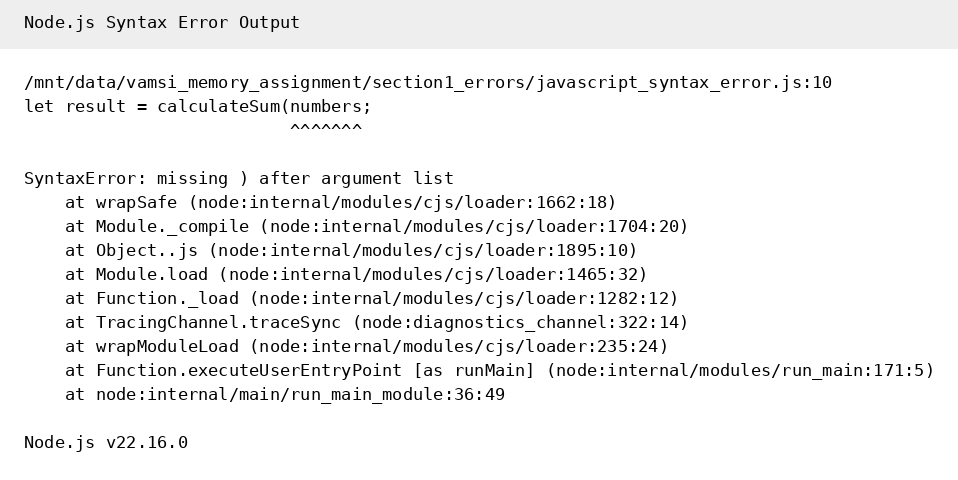 Node.js Syntax Error Output
/mnt/data/vamsi_memory_assignment/section1_errors/javascript_syntax_error.js:10
let result = calculateSum(numbers;
                          ^^^^^^^
SyntaxError: missing ) after argument list
    at wrapSafe (node:internal/modules/cjs/loader:1662:18)
    at Module._compile (node:internal/modules/cjs/loader:1704:20)
    at Object..js (node:internal/modules/cjs/loader:1895:10)
    at Module.load (node:internal/modules/cjs/loader:1465:32)
    at Function._load (node:internal/modules/cjs/loader:1282:12)
    at TracingChannel.traceSync (node:diagnostics_channel:322:14)
    at wrapModuleLoad (node:internal/modules/cjs/loader:235:24)
    at Function.executeUserEntryPoint [as runMain] (node:internal/modules/run_main:171:5)
    at node:internal/main/run_main_module:36:49
Node.js v22.16.0